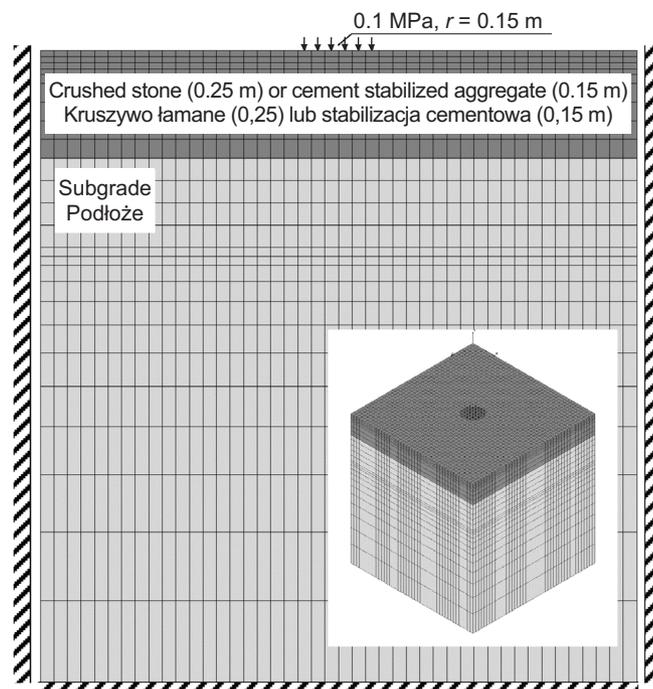 0.1 MPa, r = 0.15 m
Crushed stone (0.25 m) or cement stabilized aggregate (0.15 m)
Kruszywo łamane (0,25) lub stabilizacja cementowa (0,15 m)
Subgrade
Podłoże